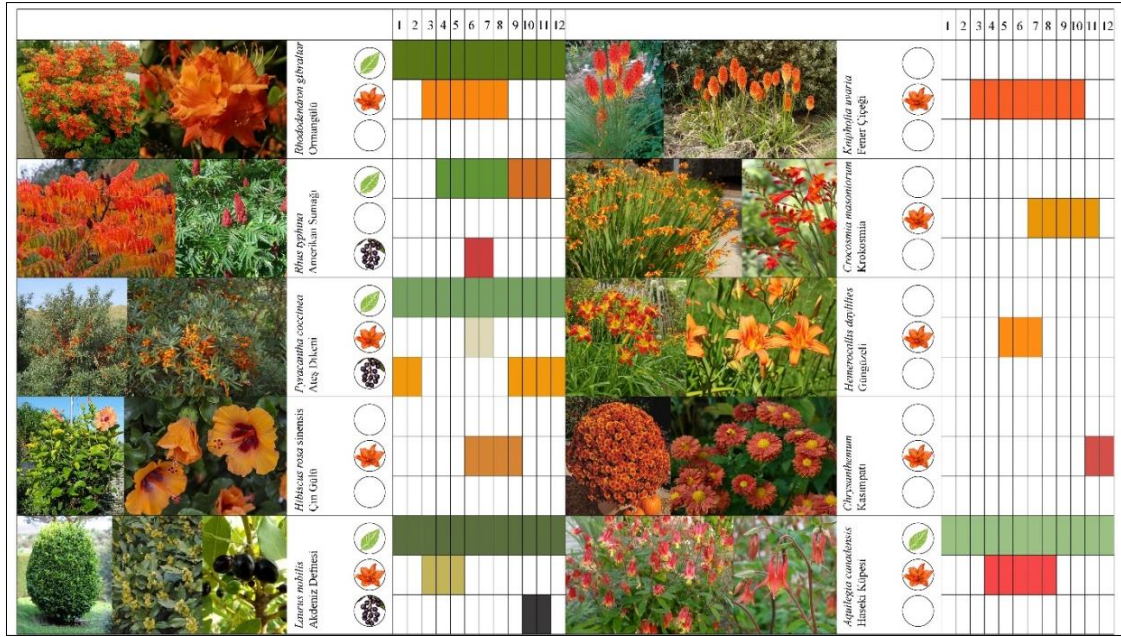 1 2 3 4 5 6 7 8 9 10 11 12
1 2 3 4 5 6 7 8 9 10 11 12
Rhododendron gibraltar
Ormangülü
Kniphofia uvaria
Fener Çiçeği
Rhus typhina
Amerikan Sumağı
Crocosmia masoniorum
Krokosmia
Pyracantha coccinea
Ateş Dikeni
Hemerocallis daylilies
Güngüzeli
Hibiscus rosa sinensis
Çin Gülü
Chrysanthemum
Kasımpatı
Laurus nobilis
Akdeniz Defnesi
Aquilegia canadensis
Haseki Küpesi